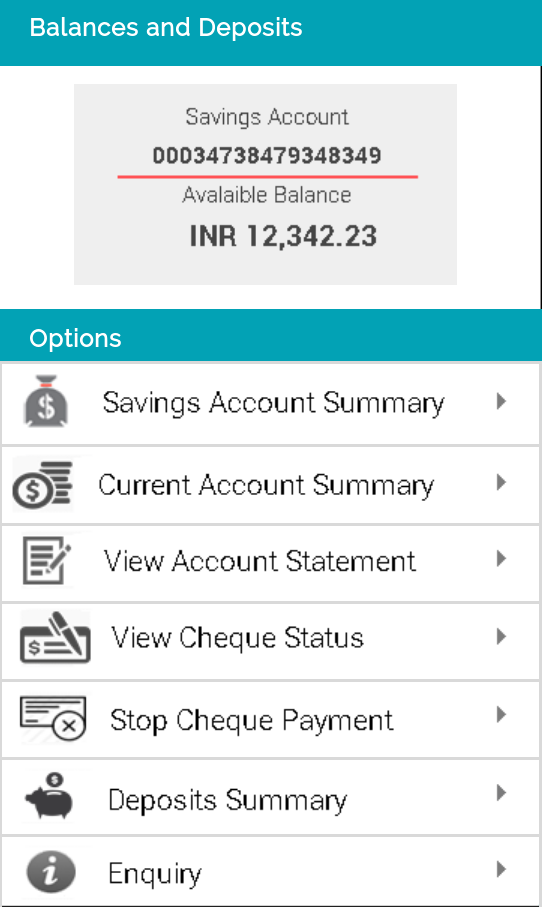 Balances and Deposits
Savings Account
00034738479348349
Avalaible Balance
INR 12,342.23
Options
Savings Account Summary
Current Account Summary
View Account Statement
View Cheque Status
Stop Cheque Payment
Deposits Summary
Enquiry